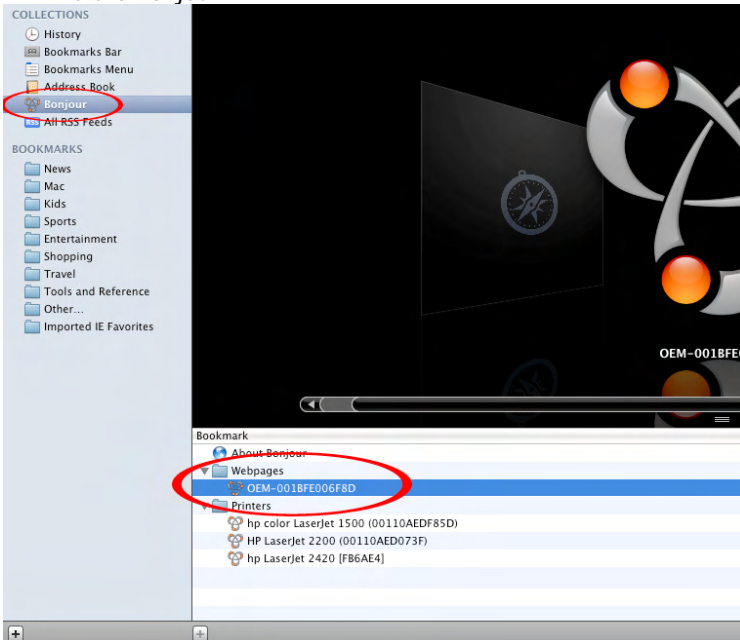 COLLECTIONS
History
Bookmarks Bar
Bookmarks Menu
Address Book
Bonjour
All RSS Feeds
BOOKMARKS
News
Mac
Kids
Sports
Entertainment
Shopping
Travel
Tools and Reference
Other...
Imported IE Favorites
OEM-001BFE
Bookmark
About Bonjour
Webpages
OEM-001BFE006F8D
Printers
hp color LaserJet 1500 (00110AEDF85D)
HP LaserJet 2200 (00110AED073F)
hp LaserJet 2420 [FB6AE4]